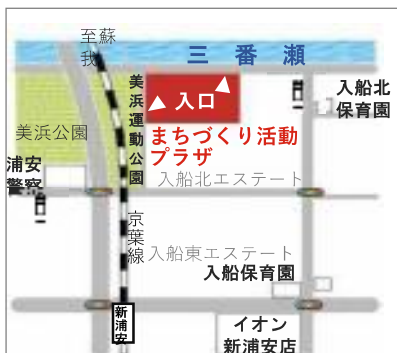 至蘇
我
三番瀬
美浜運動公園
入口
入船北
保育園
美浜公園
まちづくり活動
プラザ
浦安
警察
入船北エステート
京葉線
入船東エステート
入船保育園
新浦安
イオン
新浦安店